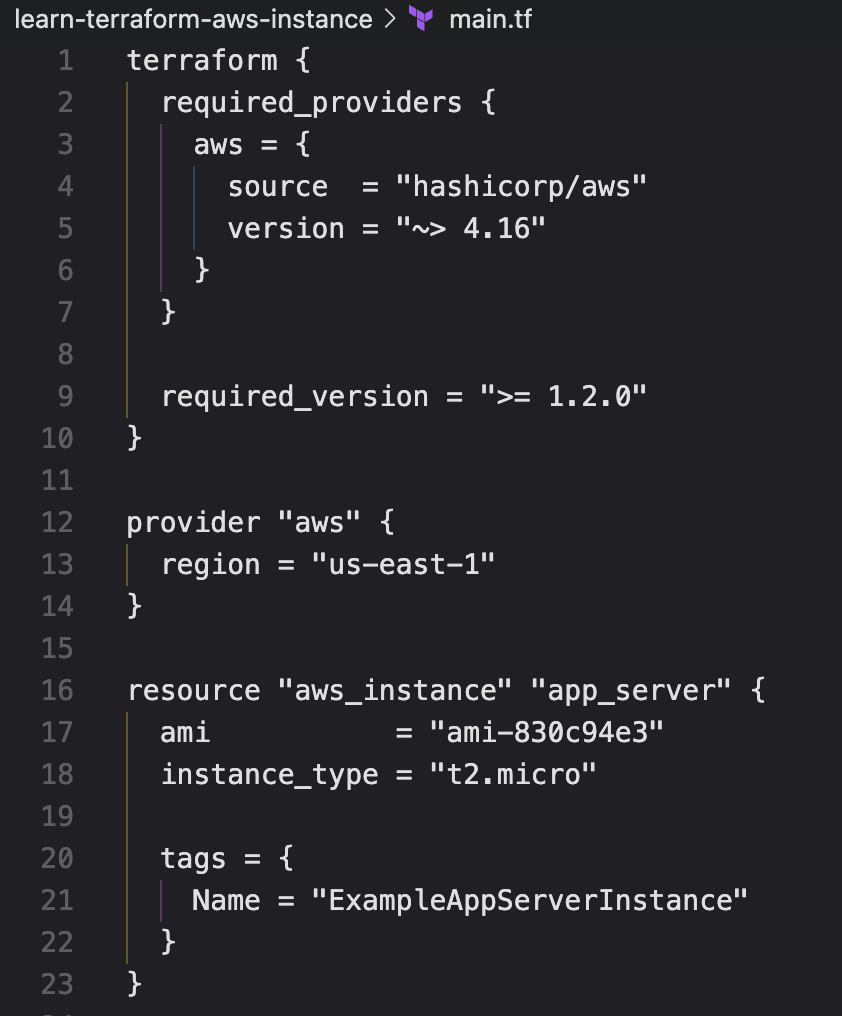 learn-terraform-aws-instance > main.tf
1 terraform {
2   required_providers {
3     aws = {
4       source  = "hashicorp/aws"
5       version = "~> 4.16"
6     }
7   }
8
9   required_version = ">= 1.2.0"
10 }
11
12 provider "aws" {
13   region = "us-east-1"
14 }
15
16 resource "aws_instance" "app_server" {
17   ami           = "ami-830c94e3"
18   instance_type = "t2.micro"
19
20   tags = {
21     Name = "ExampleAppServerInstance"
22   }
23 }